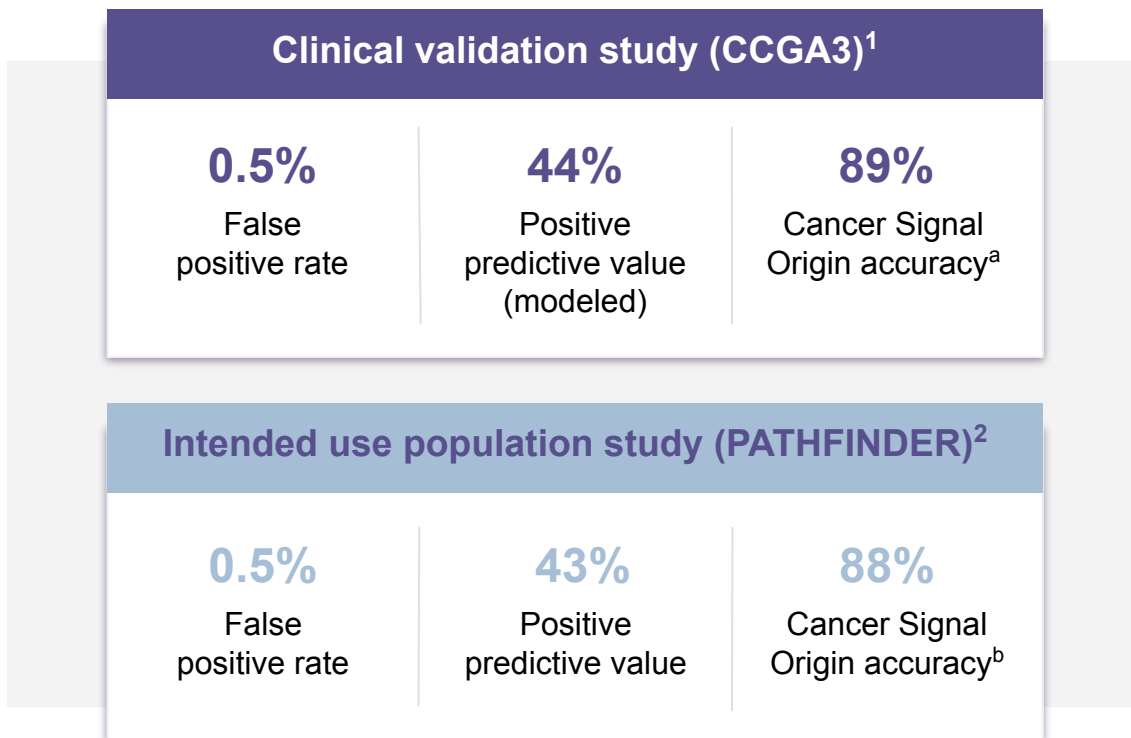 Clinical validation study (CCGA3)¹
0.5%
False
positive rate
44%
Positive
predictive value
(modeled)
89%
Cancer Signal
Origin accuracyᵃ
Intended use population study (PATHFINDER)²
0.5%
False
positive rate
43%
Positive
predictive value
88%
Cancer Signal
Origin accuracyᵇ